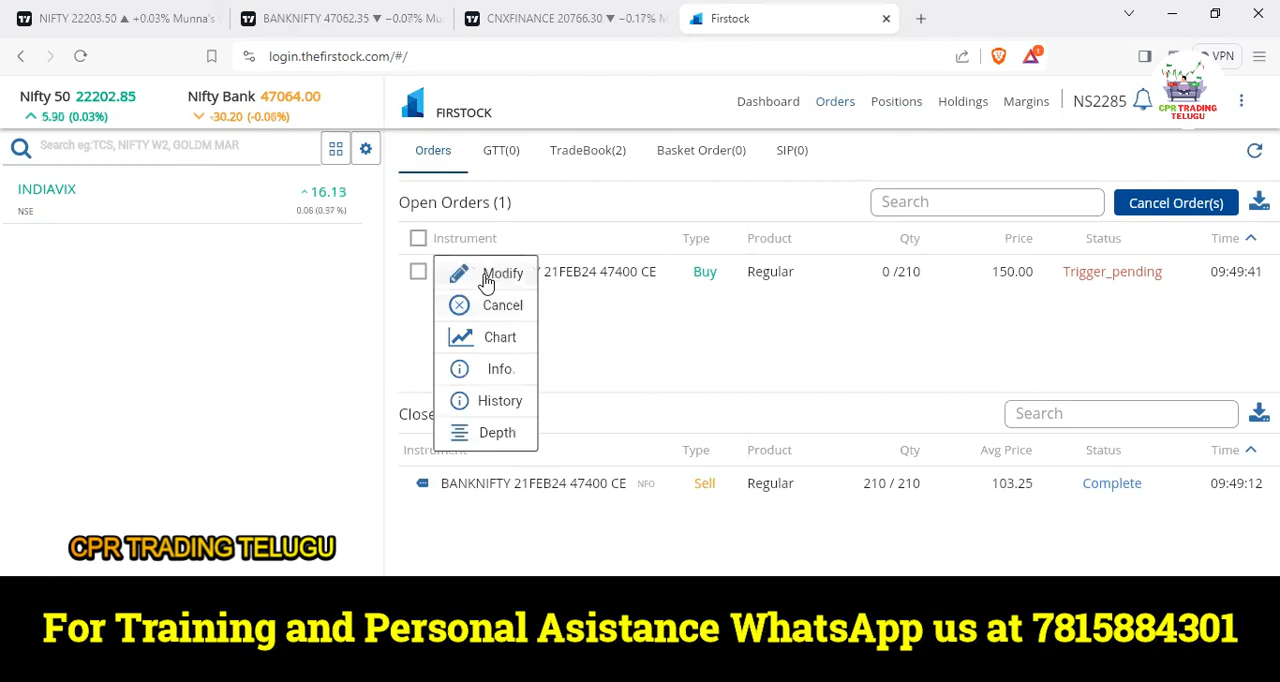 NIFTY 22203.50 ▲ +0.03% Munna's
BANKNIFTY 47062.35 ▼ −0.07% Mu
CNXFINANCE 20766.30 ▼ −0.17% M
Firstock
login.thefirstock.com/#/
1
VPN
Nifty 50 22202.85
5.90 (0.03%)
Nifty Bank 47064.00
-30.20 (-0.06%)
FIRSTOCK
Dashboard
Orders
Positions
Holdings
Margins
NS2285
CPR TRADING
TELUGU
Search eg:TCS, NIFTY W2, GOLDM MAR
INDIAVIX
16.13
NSE
0.06 (0.37 %)
Orders
GTT(0)
TradeBook(2)
Basket Order(0)
SIP(0)
Open Orders (1)
Search
Cancel Order(s)
Instrument Type Product Qty Price Status Time
21FEB24 47400 CE Buy Regular 0 /210 150.00 Trigger_pending 09:49:41
Modify
Cancel
Chart
Info
History
Depth
Close
Search
Instrument Type Product Qty Avg Price Status Time
BANKNIFTY 21FEB24 47400 CE NFO Sell Regular 210 / 210 103.25 Complete 09:49:12
CPR TRADING TELUGU
For Training and Personal Asistance WhatsApp us at 7815884301